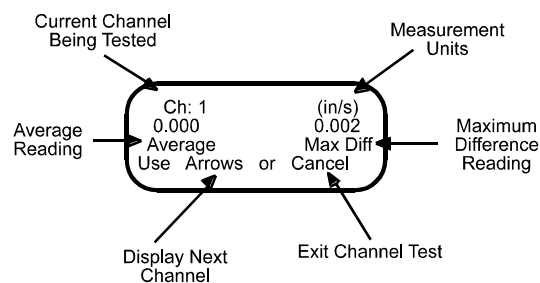 Current Channel
Being Tested
Measurement
Units
Ch: 1 (in/s)
0.000 0.002
Average Max Diff
Use Arrows or Cancel
Average
Reading
Maximum
Difference
Reading
Display Next
Channel
Exit Channel Test